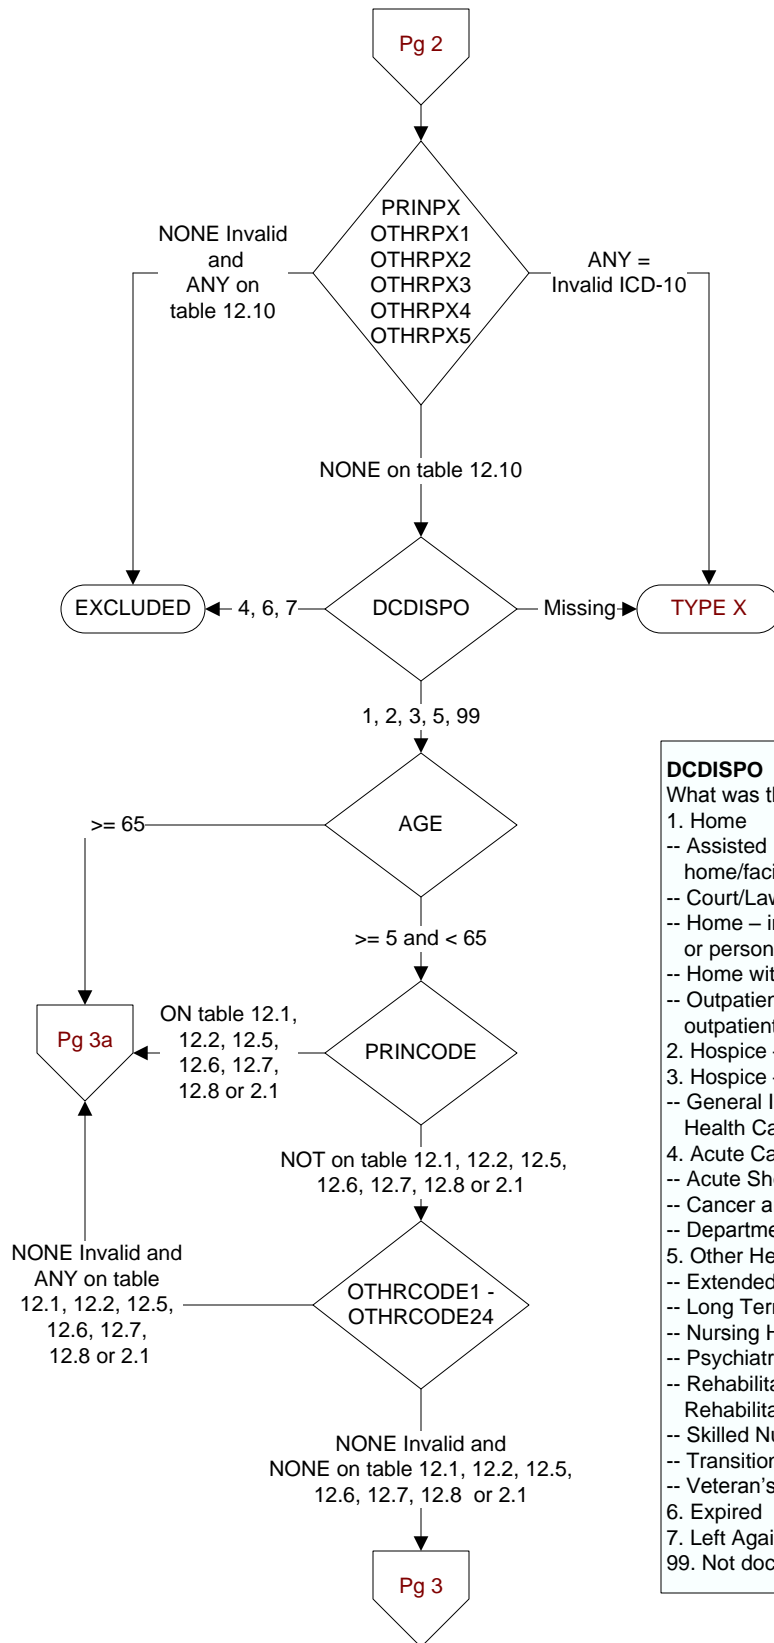 Pg 2
PRINPX
OTHRPX1
OTHRPX2
OTHRPX3
OTHRPX4
OTHRPX5
NONE Invalid
and
ANY on
table 12.10
ANY =
Invalid ICD-10
NONE on table 12.10
EXCLUDED
4, 6, 7
DCDISPO
Missing
TYPE X
1, 2, 3, 5, 99
AGE
>= 65
>= 5 and < 65
Pg 3a
ON table 12.1,
12.2, 12.5,
12.6, 12.7,
12.8 or 2.1
PRINCODE
NOT on table 12.1, 12.2, 12.5,
12.6, 12.7, 12.8 or 2.1
NONE Invalid and
ANY on table
12.1, 12.2, 12.5,
12.6, 12.7,
12.8 or 2.1
OTHRCODE1 -
OTHRCODE24
NONE Invalid and
NONE on table 12.1, 12.2, 12.5,
12.6, 12.7, 12.8 or 2.1
Pg 3
DCDISPO
What was
1. Home
-- Assisted
home/faci
-- Court/Law
-- Home – i
or person
-- Home wit
-- Outpatien
outpatient
2. Hospice -
3. Hospice -
-- General I
Health Ca
4. Acute Ca
-- Acute Sh
-- Cancer a
-- Departme
5. Other He
-- Extended
-- Long Ter
-- Nursing H
-- Psychiatr
-- Rehabilita
Rehabilita
-- Skilled Nu
-- Transition
-- Veteran's
6. Expired
7. Left Agai
99. Not doc